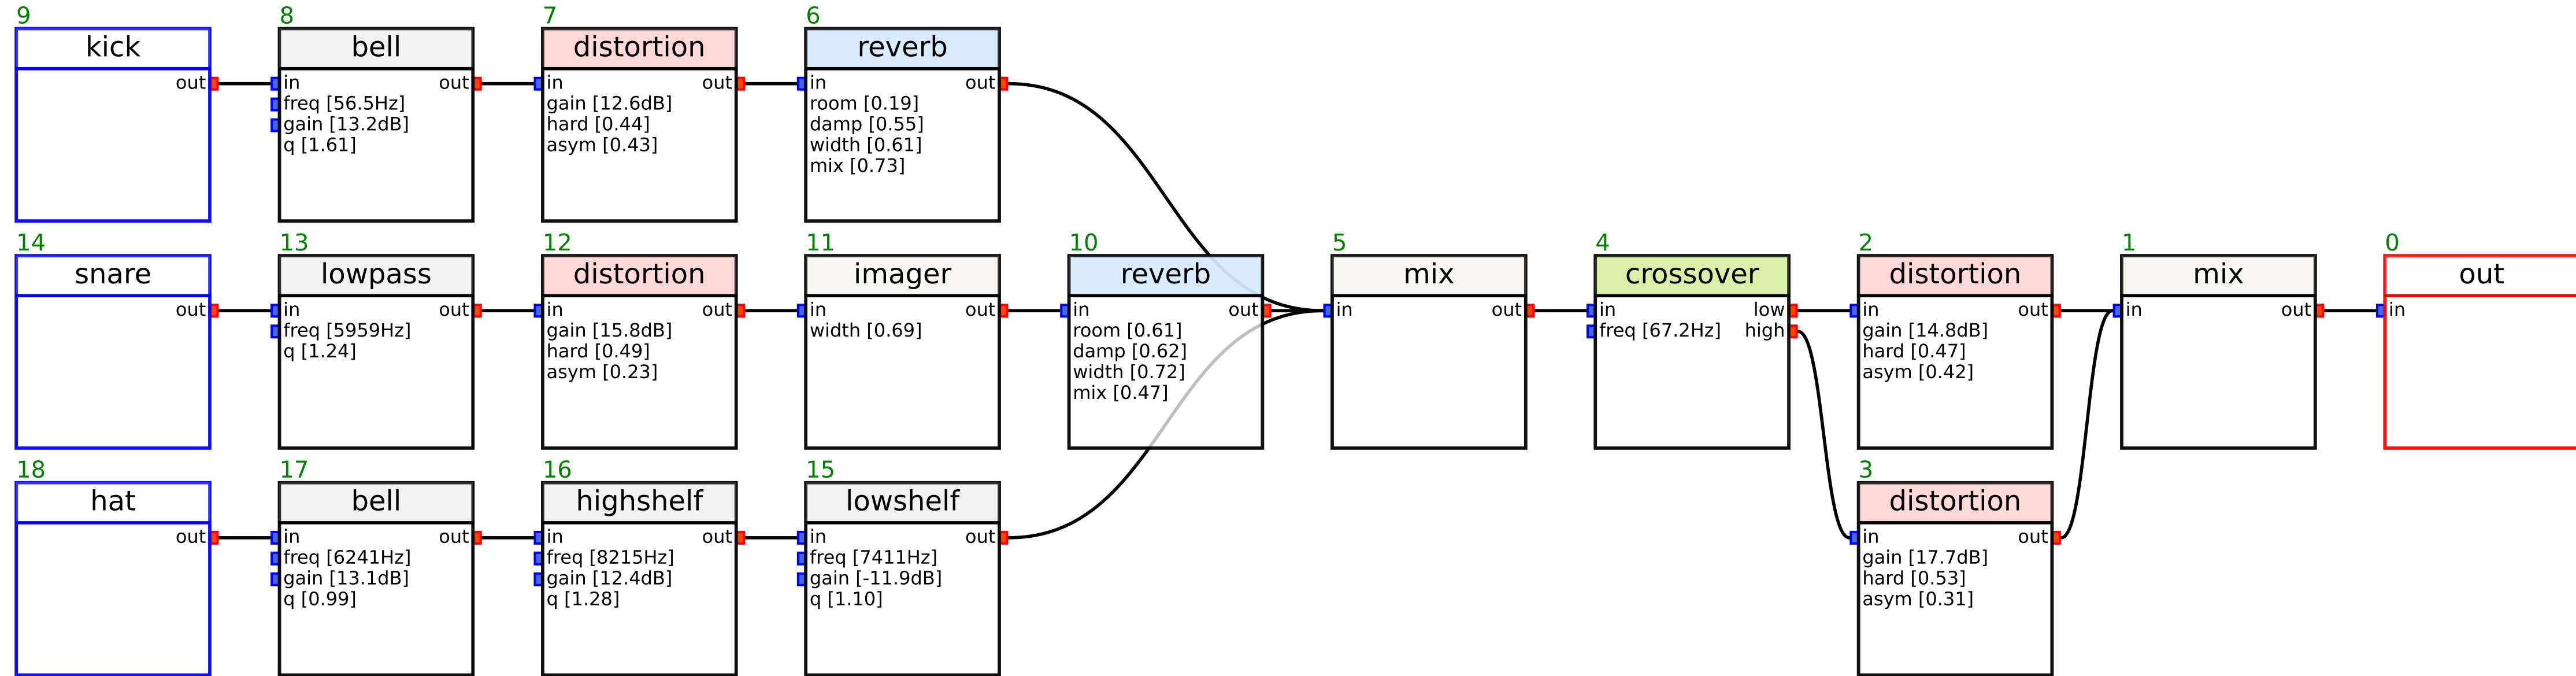 9
kick
out
8
bell
in out
freq [56.5Hz]
gain [13.2dB]
q [1.61]
7
distortion
in out
gain [12.6dB]
hard [0.44]
asym [0.43]
6
reverb
in out
room [0.19]
damp [0.55]
width [0.61]
mix [0.73]
14
snare
out
13
lowpass
in out
freq [5959Hz]
q [1.24]
12
distortion
in out
gain [15.8dB]
hard [0.49]
asym [0.23]
11
imager
in out
width [0.69]
10
reverb
in out
room [0.61]
damp [0.62]
width [0.72]
mix [0.47]
5
mix
in out
4
crossover
in low
freq [67.2Hz] high
2
distortion
in out
gain [14.8dB]
hard [0.47]
asym [0.42]
1
mix
in out
0
out
in
18
hat
out
17
bell
in out
freq [6241Hz]
gain [13.1dB]
q [0.99]
16
highshelf
in out
freq [8215Hz]
gain [12.4dB]
q [1.28]
15
lowshelf
in out
freq [7411Hz]
gain [-11.9dB]
q [1.10]
3
distortion
in out
gain [17.7dB]
hard [0.53]
asym [0.31]